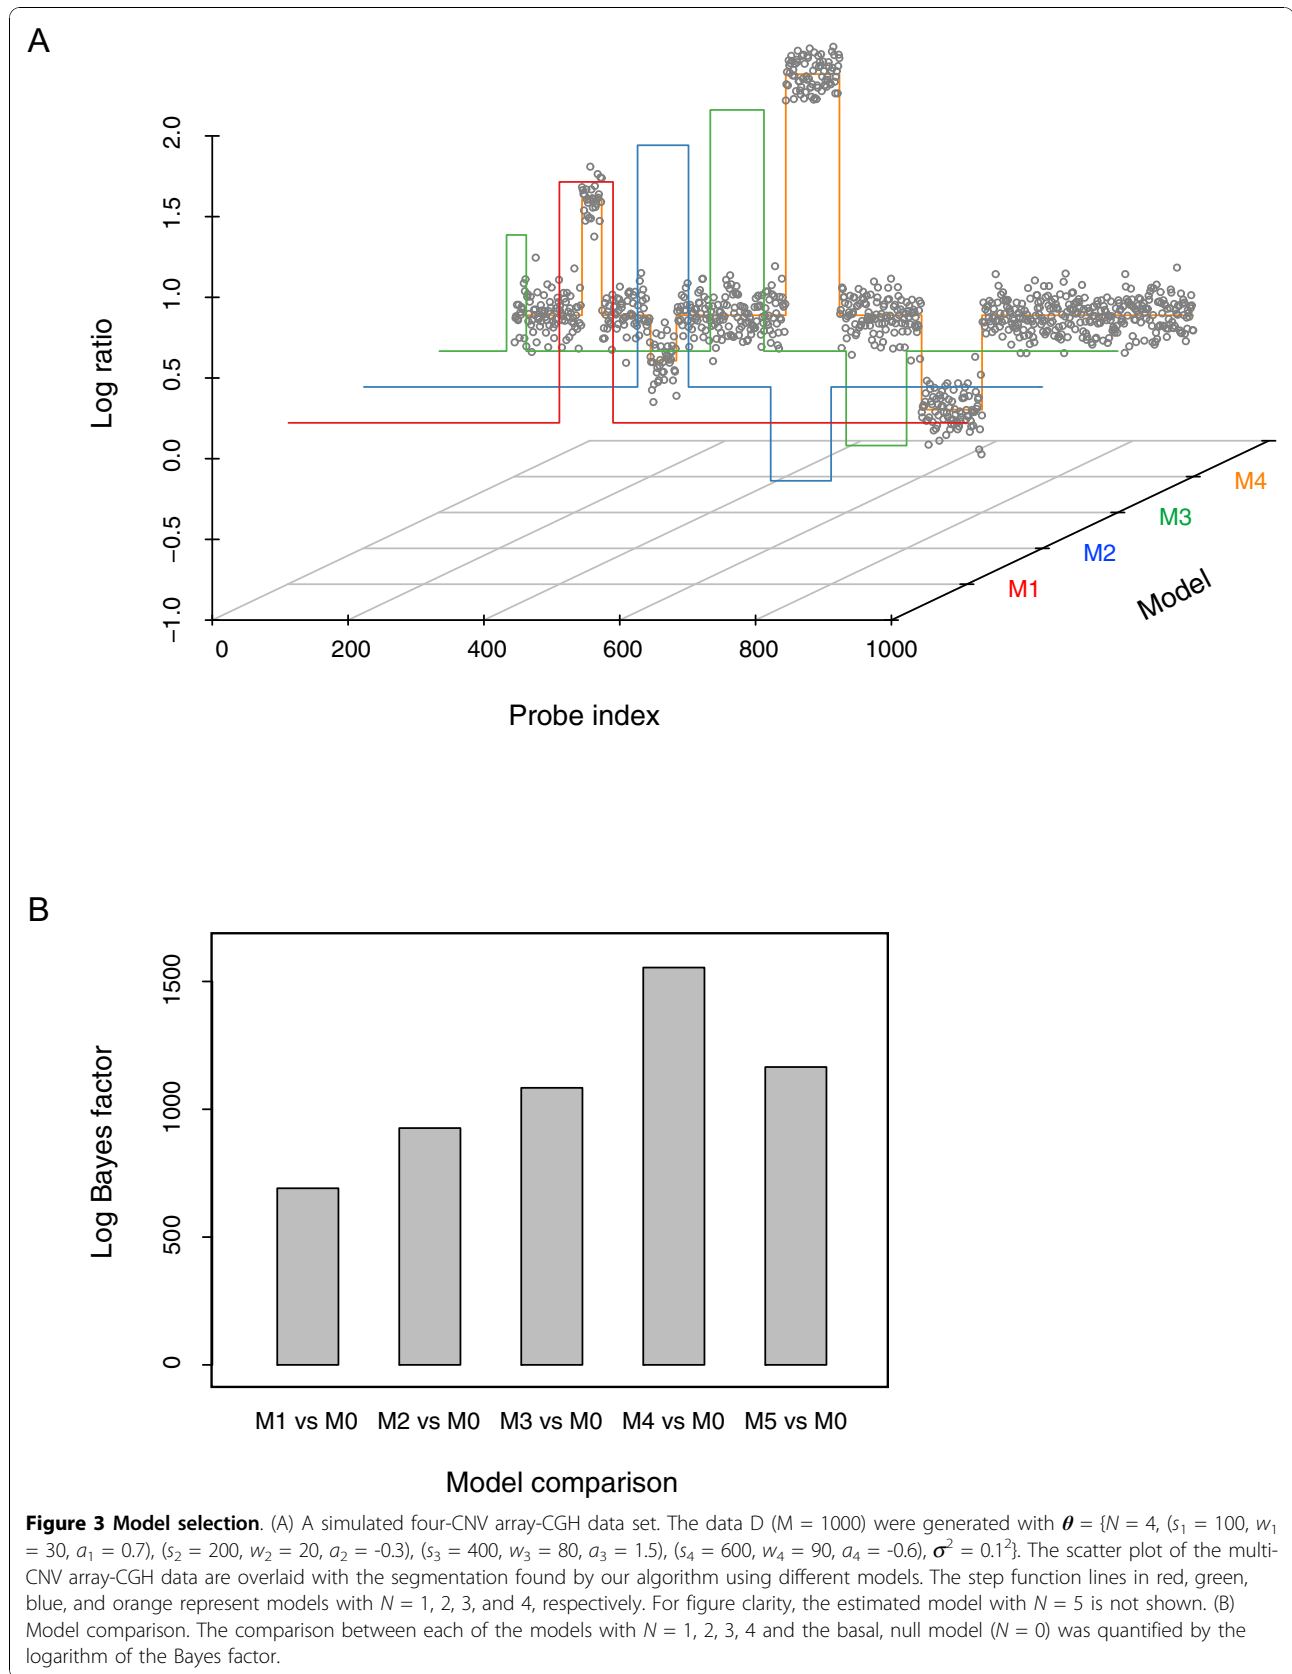 A
Log ratio
2.0
1.5
1.0
0.5
0.0
−0.5
−1.0
0 200 400 600 800 1000
Probe index
M1
M2
M3
M4
Model
B
Log Bayes factor
1500
1000
500
0
M1 vs M0 M2 vs M0 M3 vs M0 M4 vs M0 M5 vs M0
Model comparison
Figure 3 Model selection. (A) A simulated four-CNV array-CGH data set. The data D (M = 1000) were generated with θ = {N = 4, (s₁ = 100, w₁
= 30, a₁ = 0.7), (s₂ = 200, w₂ = 20, a₂ = -0.3), (s₃ = 400, w₃ = 80, a₃ = 1.5), (s₄ = 600, w₄ = 90, a₄ = -0.6), σ² = 0.1²}. The scatter plot of the multi-
CNV array-CGH data are overlaid with the segmentation found by our algorithm using different models. The step function lines in red, green,
blue, and orange represent models with N = 1, 2, 3, and 4, respectively. For figure clarity, the estimated model with N = 5 is not shown. (B)
Model comparison. The comparison between each of the models with N = 1, 2, 3, 4 and the basal, null model (N = 0) was quantified by the
logarithm of the Bayes factor.